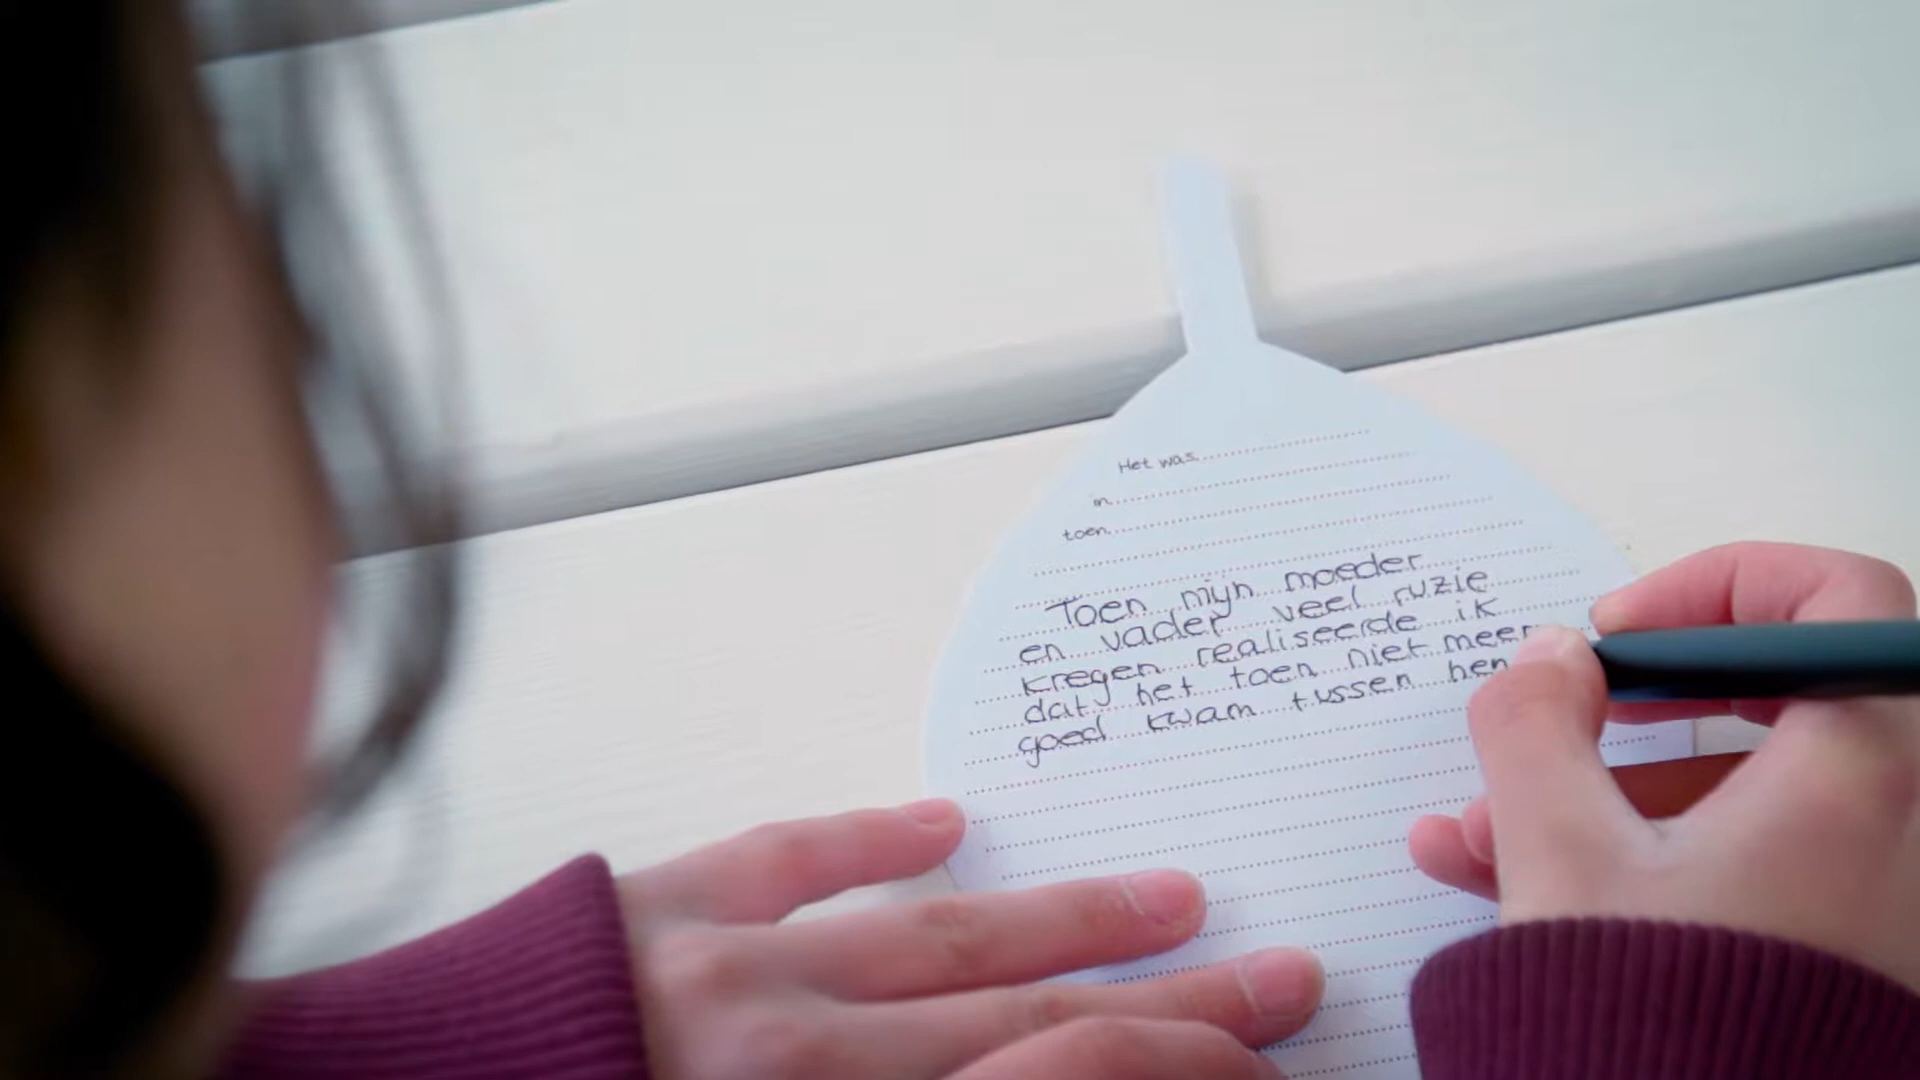 Het was
in
toen
Toen mijn moeder
en vader veel ruzie
kregen realiseerde ik
dat het toen niet meer
goed kwam tussen hen